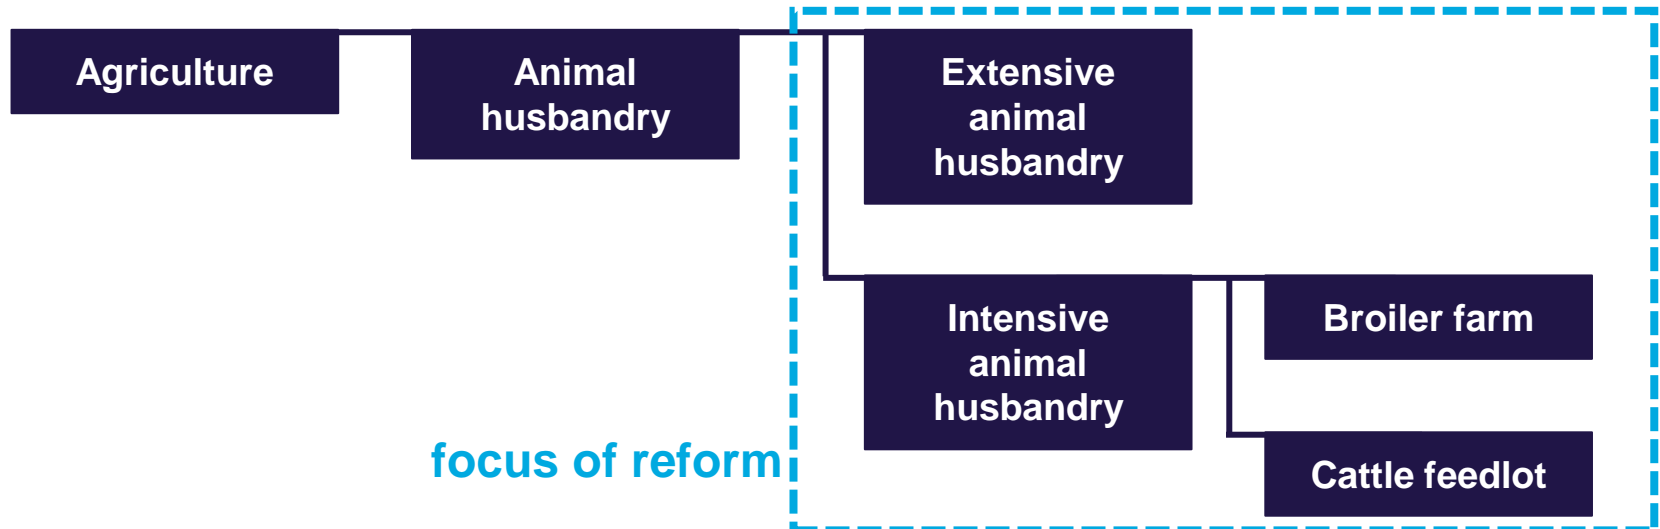 Agriculture
Animal
husbandry
Extensive
animal
husbandry
Intensive
animal
husbandry
Broiler farm
Cattle feedlot
focus of reform